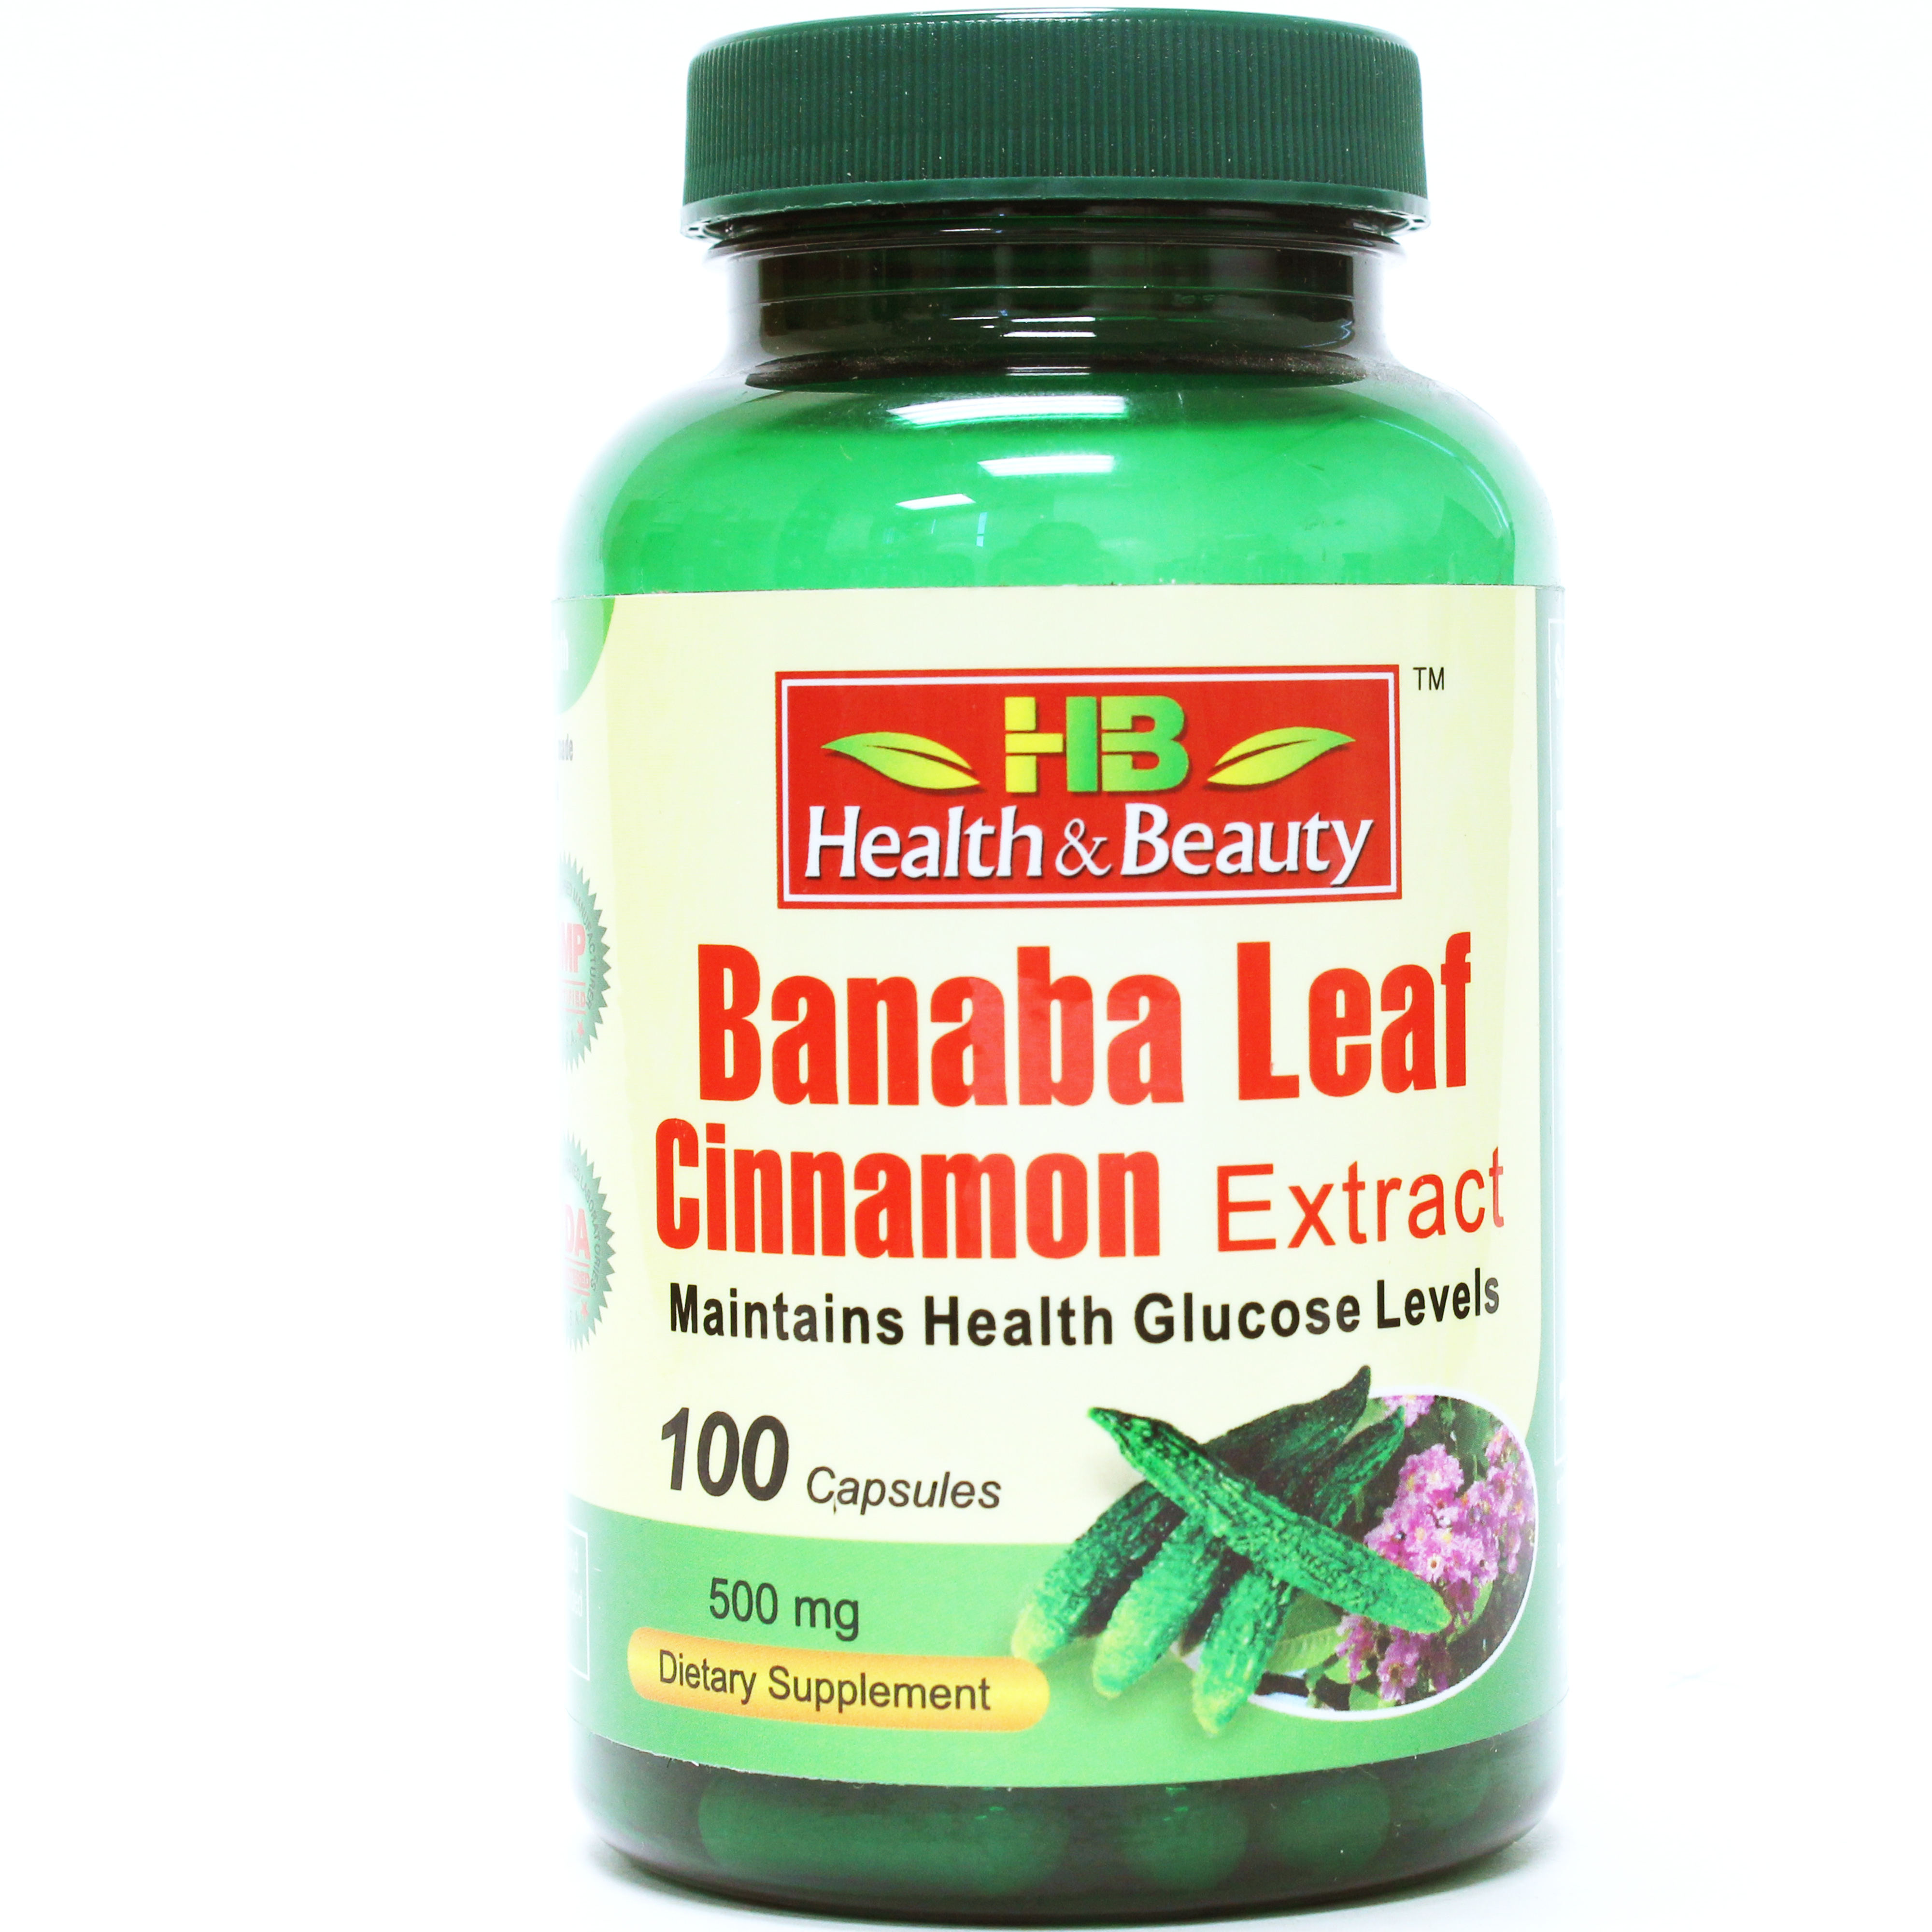 HB
TM
Health & Beauty
Banaba Leaf
Cinnamon Extract
Maintains Health Glucose Levels
100 Capsules
500 mg
Dietary Supplement